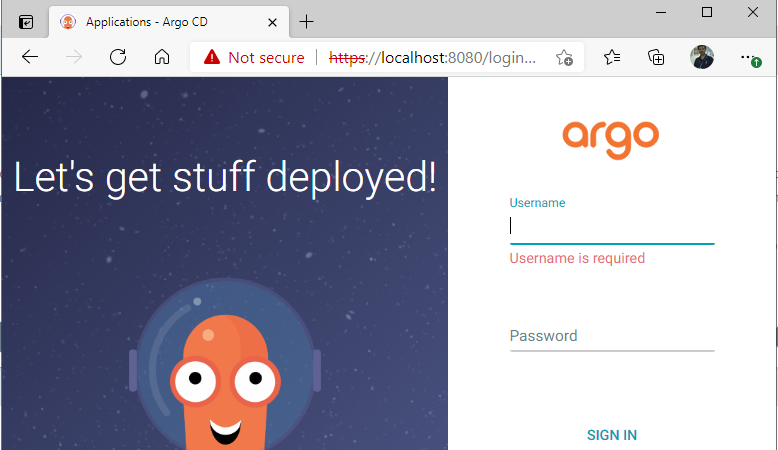 Applications - Argo CD
Not secure
https://localhost:8080/login...
Let's get stuff deployed!
argo
Username
Username is required
Password
SIGN IN